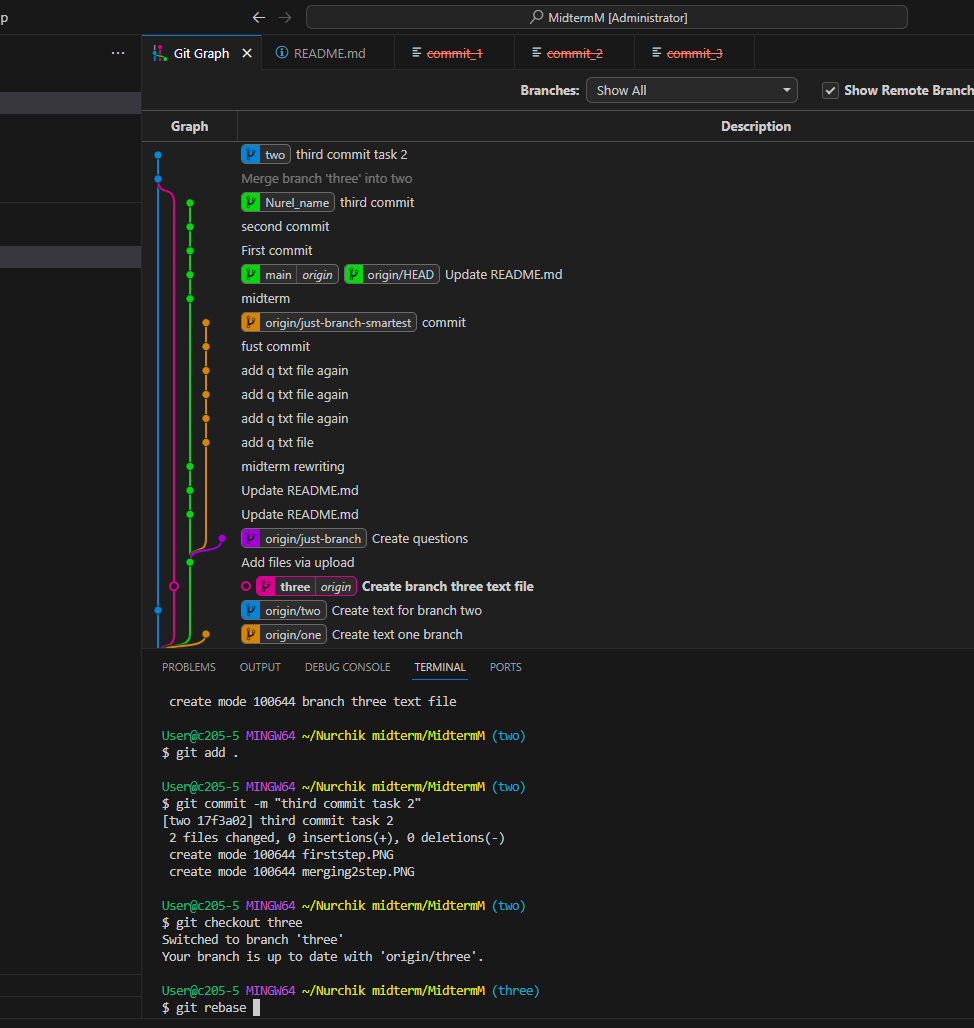 p
MidtermM [Administrator]
Git Graph
README.md
commit_1
commit_2
commit_3
Branches: Show All Show Remote Branch
Graph Description
two third commit task 2
Merge branch 'three' into two
Nurel_name third commit
second commit
First commit
main origin origin/HEAD Update README.md
midterm
origin/just-branch-smartest commit
fust commit
add q txt file again
add q txt file again
add q txt file again
add q txt file
midterm rewriting
Update README.md
Update README.md
origin/just-branch Create questions
Add files via upload
three origin Create branch three text file
origin/two Create text for branch two
origin/one Create text one branch
PROBLEMS OUTPUT DEBUG CONSOLE TERMINAL PORTS
create mode 100644 branch three text file
User@c205-5 MINGW64 ~/Nurchik midterm/MidtermM (two)
$ git add .
User@c205-5 MINGW64 ~/Nurchik midterm/MidtermM (two)
$ git commit -m "third commit task 2"
[two 17f3a02] third commit task 2
2 files changed, 0 insertions(+), 0 deletions(-)
create mode 100644 firststep.PNG
create mode 100644 merging2step.PNG
User@c205-5 MINGW64 ~/Nurchik midterm/MidtermM (two)
$ git checkout three
Switched to branch 'three'
Your branch is up to date with 'origin/three'.
User@c205-5 MINGW64 ~/Nurchik midterm/MidtermM (three)
$ git rebase